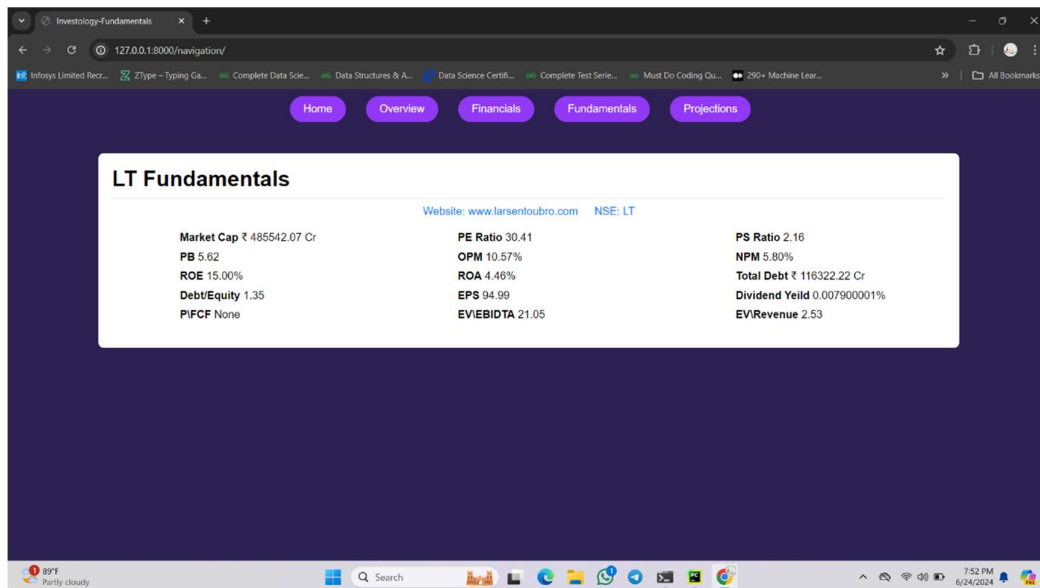 Investology-Fundamentals
127.0.0.1:8000/navigation/
Infosys Limited Recr... ZType – Typing Ga... Complete Data Scie... Data Structures & A... Data Science Certifi... Complete Test Serie... Must Do Coding Qu... 290+ Machine Lear... » All Bookmarks
Home Overview Financials Fundamentals Projections
LT Fundamentals
Website: www.larsentoubro.com NSE: LT
Market Cap ₹ 485542.07 Cr PE Ratio 30.41 PS Ratio 2.16
PB 5.62 OPM 10.57% NPM 5.80%
ROE 15.00% ROA 4.46% Total Debt ₹ 116322.22 Cr
Debt/Equity 1.35 EPS 94.99 Dividend Yeild 0.007900001%
P\FCF None EV\EBIDTA 21.05 EV\Revenue 2.53
1 89°F Search 7:52 PM
Partly cloudy 6/24/2024